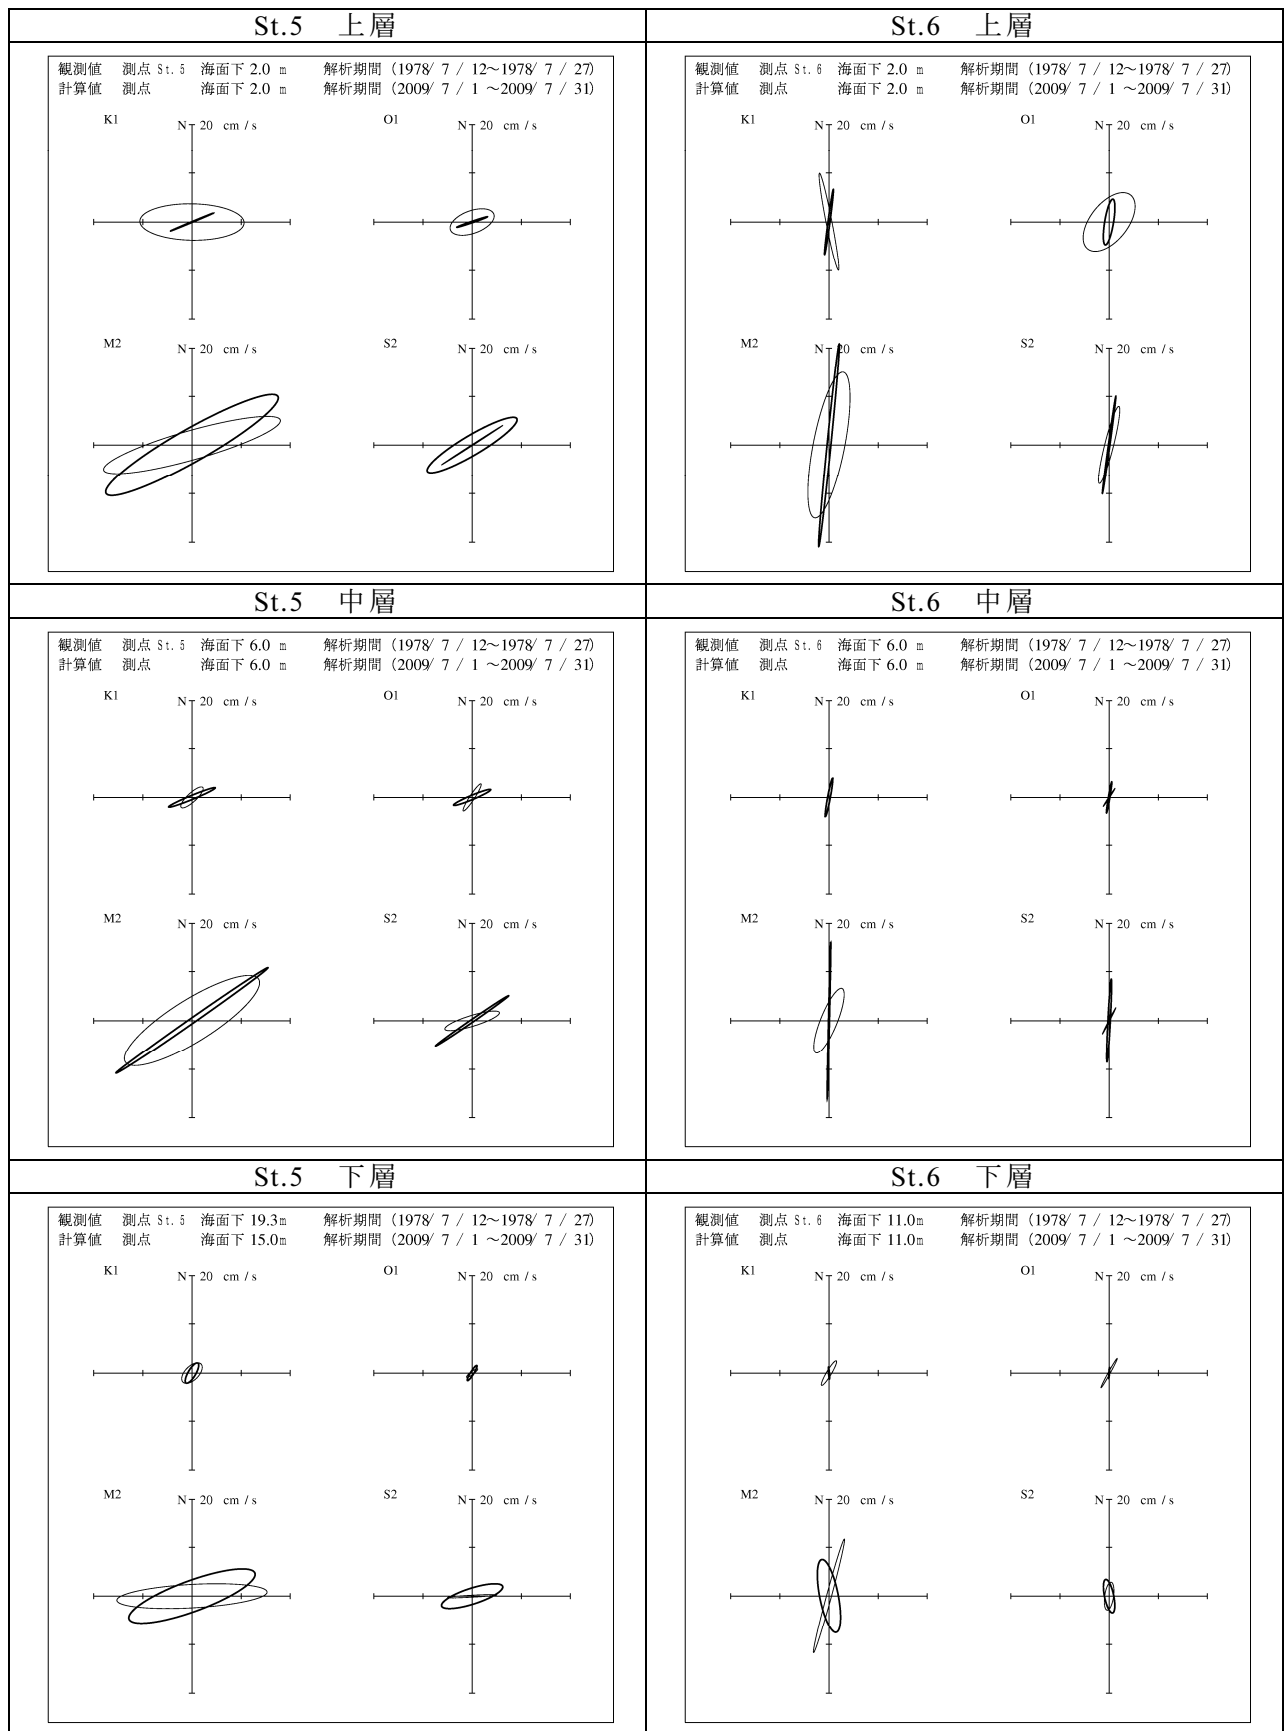 St.5 上層
観測値 測点 St.5 海面下 2.0 m 解析期間 (1978/ 7 / 12～1978/ 7 / 27)
計算値 測点 海面下 2.0 m 解析期間 (2009/ 7 / 1 ～2009/ 7 / 31)
K1 N 20 cm / s O1 N 20 cm / s
M2 N 20 cm / s S2 N 20 cm / s
St.6 上層
観測値 測点 St.6 海面下 2.0 m 解析期間 (1978/ 7 / 12～1978/ 7 / 27)
計算値 測点 海面下 2.0 m 解析期間 (2009/ 7 / 1 ～2009/ 7 / 31)
K1 N 20 cm / s O1 N 20 cm / s
M2 N 20 cm / s S2 N 20 cm / s
St.5 中層
観測値 測点 St.5 海面下 6.0 m 解析期間 (1978/ 7 / 12～1978/ 7 / 27)
計算値 測点 海面下 6.0 m 解析期間 (2009/ 7 / 1 ～2009/ 7 / 31)
K1 N 20 cm / s O1 N 20 cm / s
M2 N 20 cm / s S2 N 20 cm / s
St.6 中層
観測値 測点 St.6 海面下 6.0 m 解析期間 (1978/ 7 / 12～1978/ 7 / 27)
計算値 測点 海面下 6.0 m 解析期間 (2009/ 7 / 1 ～2009/ 7 / 31)
K1 N 20 cm / s O1 N 20 cm / s
M2 N 20 cm / s S2 N 20 cm / s
St.5 下層
観測値 測点 St.5 海面下 19.3m 解析期間 (1978/ 7 / 12～1978/ 7 / 27)
計算値 測点 海面下 15.0m 解析期間 (2009/ 7 / 1 ～2009/ 7 / 31)
K1 N 20 cm / s O1 N 20 cm / s
M2 N 20 cm / s S2 N 20 cm / s
St.6 下層
観測値 測点 St.6 海面下 11.0m 解析期間 (1978/ 7 / 12～1978/ 7 / 27)
計算値 測点 海面下 11.0m 解析期間 (2009/ 7 / 1 ～2009/ 7 / 31)
K1 N 20 cm / s O1 N 20 cm / s
M2 N 20 cm / s S2 N 20 cm / s